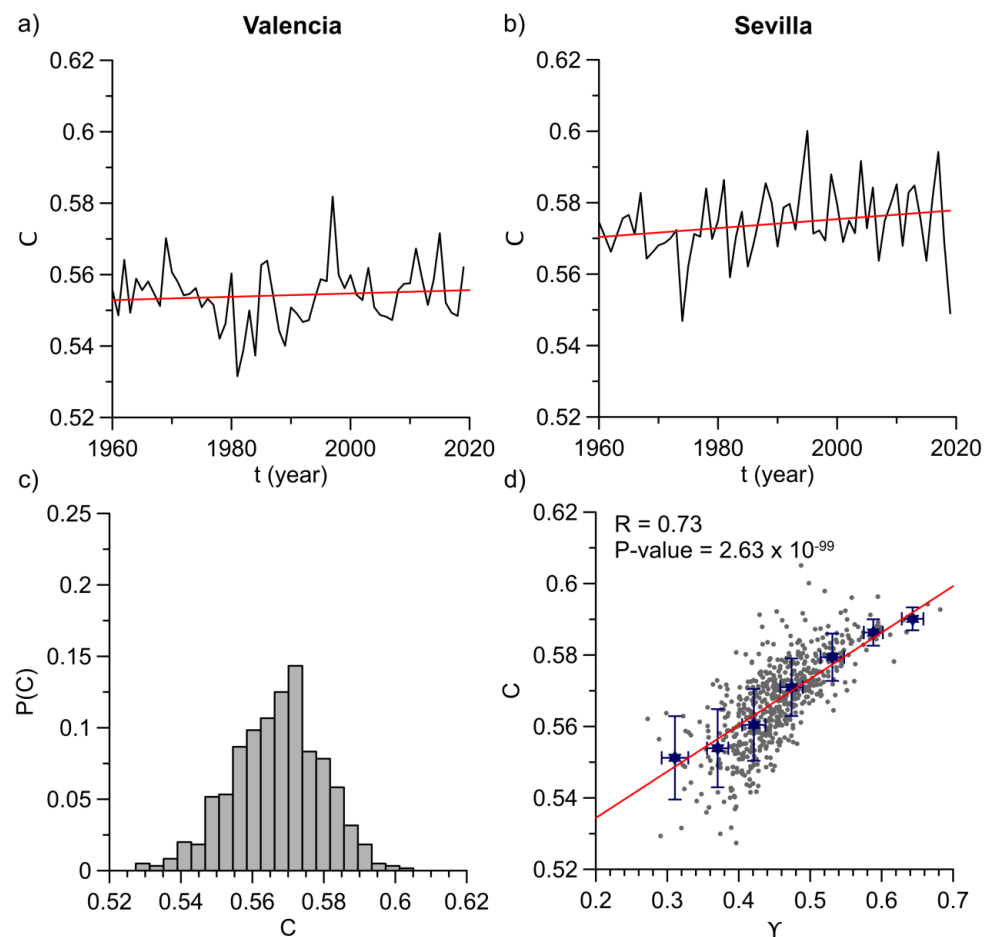 a)
Valencia
C
0.62
0.6
0.58
0.56
0.54
0.52
1960
1980
2000
2020
t (year)
b)
Sevilla
C
0.62
0.6
0.58
0.56
0.54
0.52
1960
1980
2000
2020
t (year)
c)
P(C)
0.25
0.2
0.15
0.1
0.05
0
0.52
0.54
0.56
0.58
0.6
0.62
C
d)
R = 0.73
P-value = 2.63 x 10⁻⁹⁹
C
0.62
0.6
0.58
0.56
0.54
0.52
0.2
0.3
0.4
0.5
0.6
0.7
ϒ